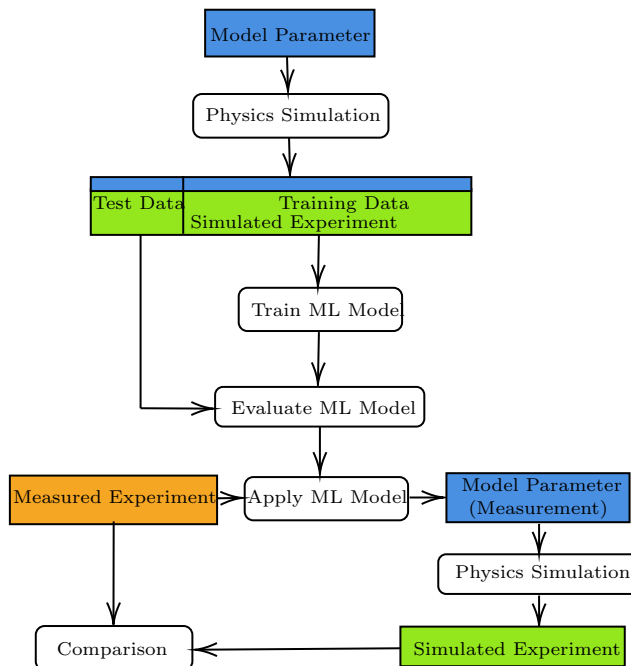 Model Parameter
Physics Simulation
Test Data
Training Data
Simulated Experiment
Train ML Model
Evaluate ML Model
Measured Experiment
Apply ML Model
Model Parameter
(Measurement)
Physics Simulation
Comparison
Simulated Experiment